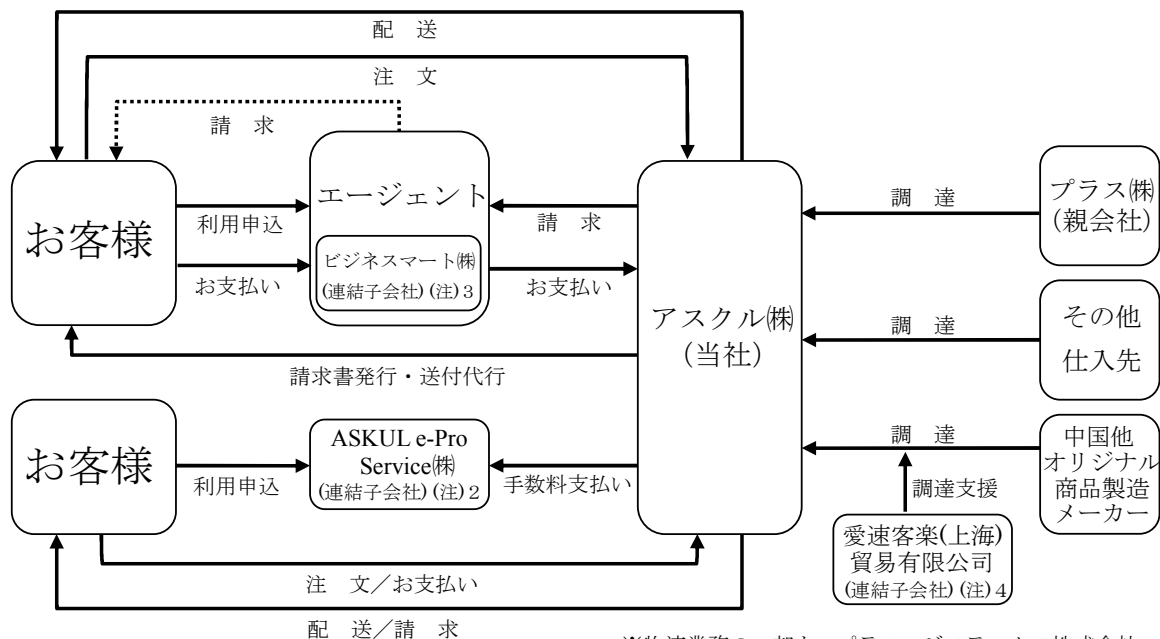 配　送
注　文
請　求
お客様
利用申込
お支払い
エージェント
ビジネスマート㈱
(連結子会社) (注) 3
請　求
お支払い
請求書発行・送付代行
アスクル㈱
(当社)
調　達
プラス㈱
(親会社)
調　達
その他
仕入先
調　達
中国他
オリジナル
商品製造
メーカー
調達支援
愛速客楽(上海)
貿易有限公司
(連結子会社) (注) 4
お客様
利用申込
ASKUL e-Pro
Service㈱
(連結子会社) (注) 2
手数料支払い
注　文／お支払い
配　送／請　求